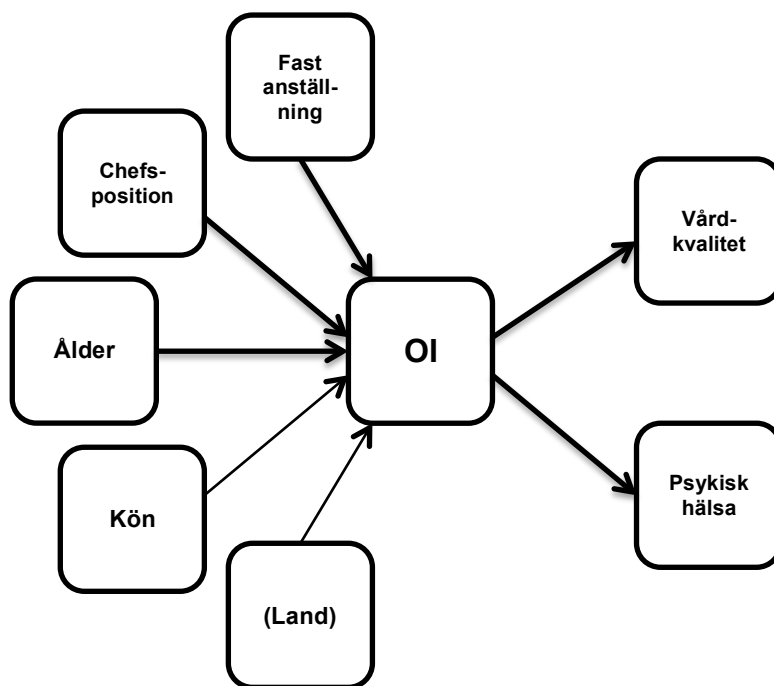 Fast
anställ-
ning
Chefs-
position
Ålder
Kön
(Land)
OI
Vård-
kvalitet
Psykisk
hälsa